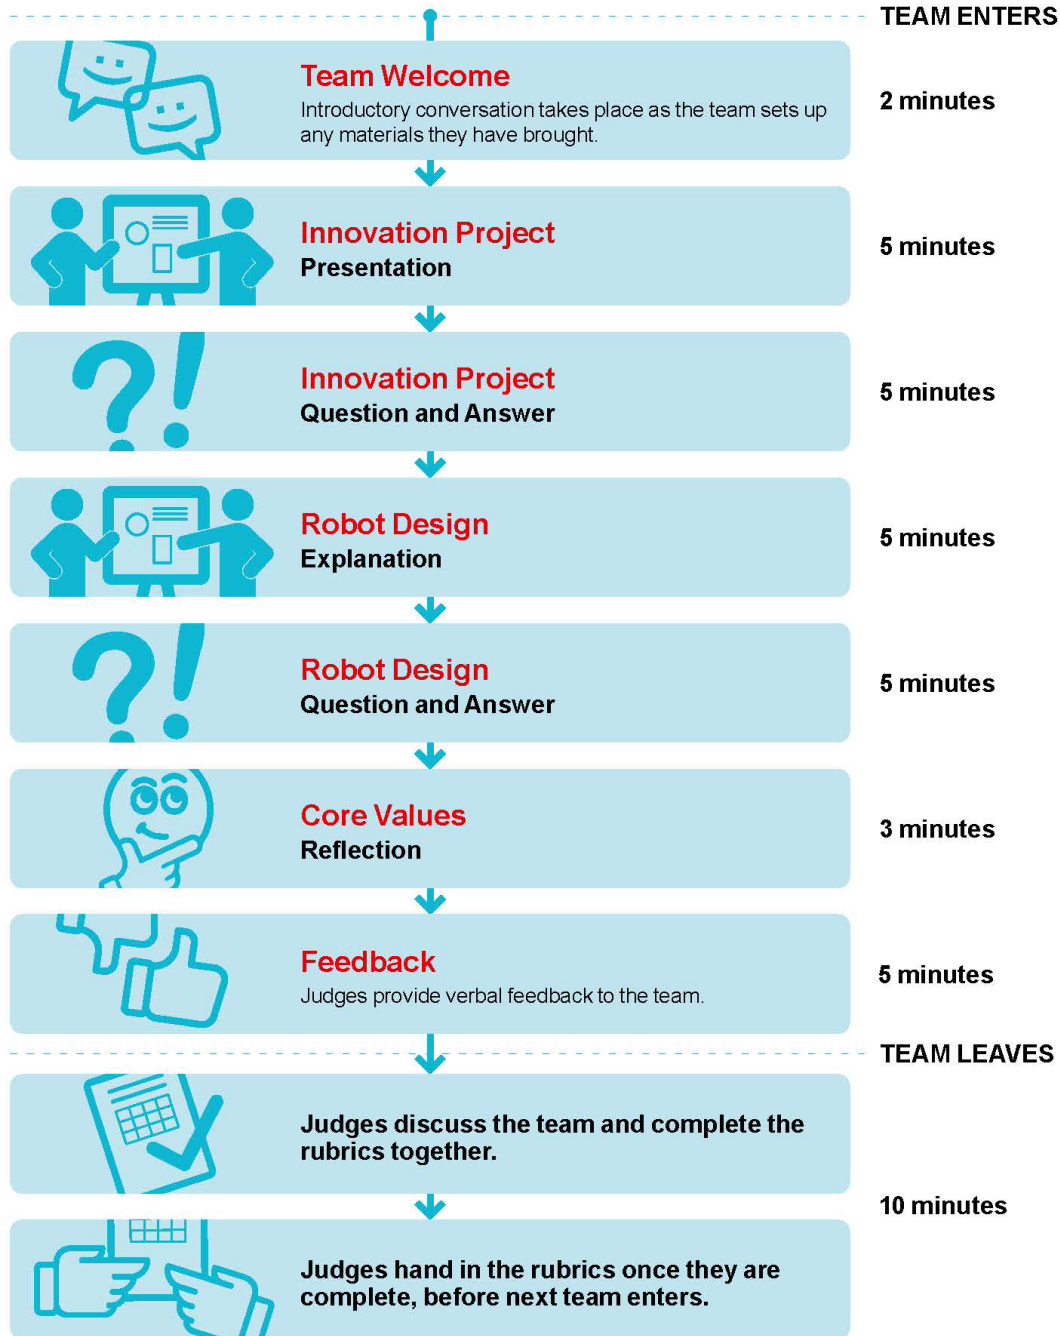 TEAM ENTERS
Team Welcome
Introductory conversation takes place as the team sets up
any materials they have brought.
2 minutes
Innovation Project
Presentation
5 minutes
Innovation Project
Question and Answer
5 minutes
Robot Design
Explanation
5 minutes
Robot Design
Question and Answer
5 minutes
Core Values
Reflection
3 minutes
Feedback
Judges provide verbal feedback to the team.
5 minutes
TEAM LEAVES
Judges discuss the team and complete the
rubrics together.
10 minutes
Judges hand in the rubrics once they are
complete, before next team enters.